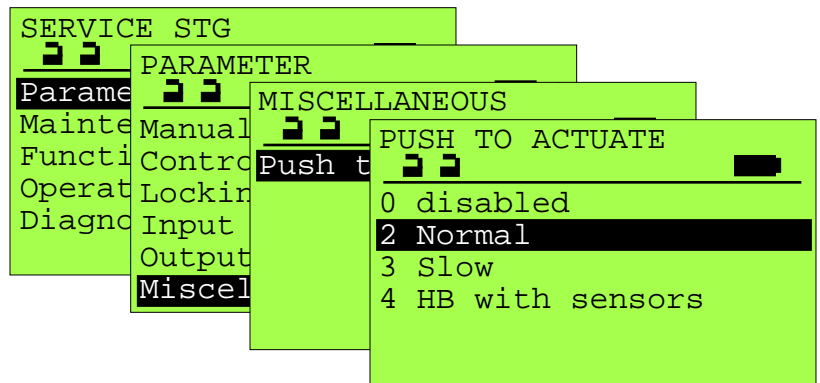 SERVICE STG
Parame
Mainte
Functi
Operat
Diagno
PARAMETER
Manual
Contro
Lockin
Input
Output
Miscel
MISCELLANEOUS
Push t
PUSH TO ACTUATE
0 disabled
2 Normal
3 Slow
4 HB with sensors